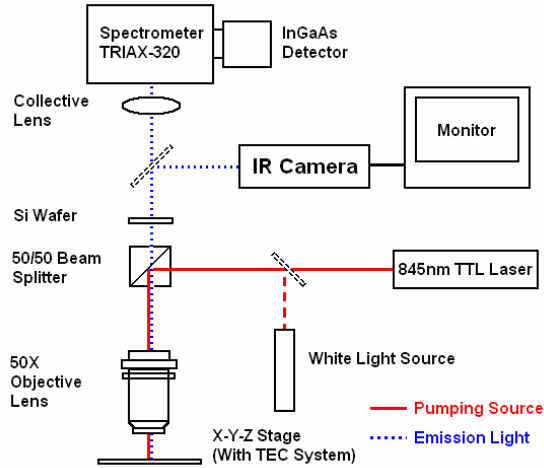 Spectrometer
TRIAX-320
InGaAs
Detector
Collective
Lens
IR Camera
Monitor
Si Wafer
50/50 Beam
Splitter
845nm TTL Laser
White Light Source
50X
Objective
Lens
X-Y-Z Stage
(With TEC System)
Pumping Source
Emission Light